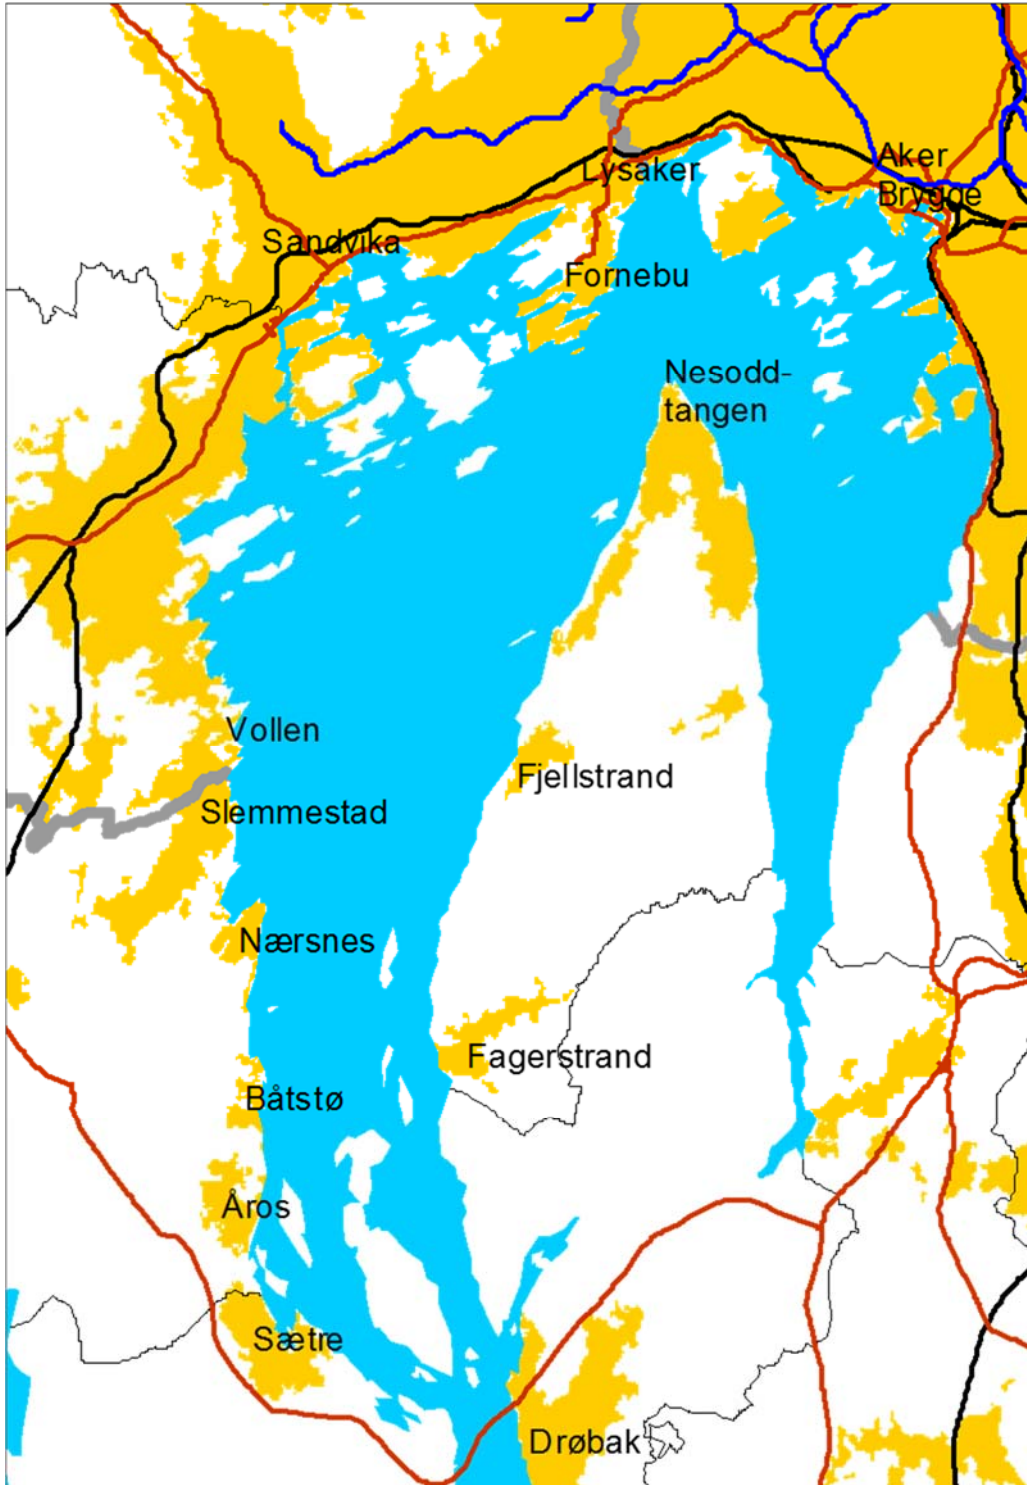 Aker
Brygge
Lysaker
Sandvika
Fornebu
Nesodd-
tangen
Vollen
Fjellstrand
Slemmestad
Nærsnes
Fagerstrand
Båtstø
Åros
Sætre
Drøbak